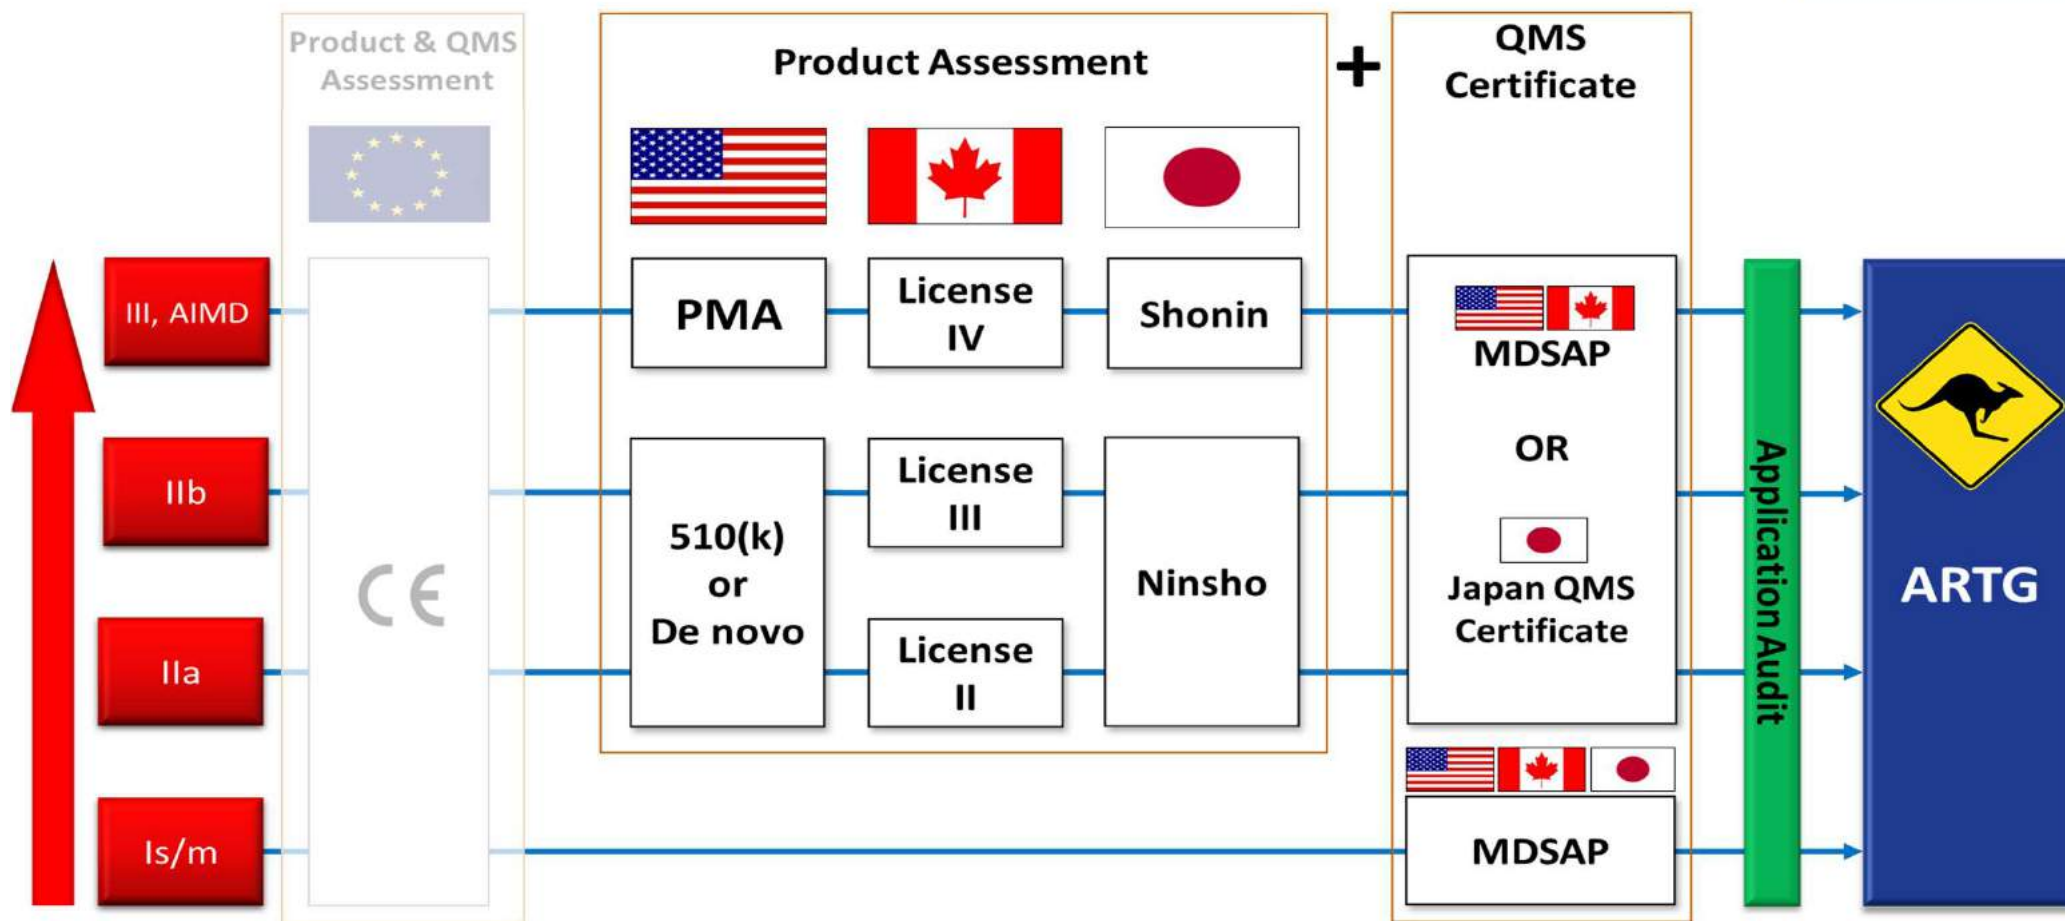 Product & QMS
Assessment
Product Assessment
+
QMS
Certificate
III, AIMD
PMA
License
IV
Shonin
MDSAP
OR
Japan QMS
Certificate
IIb
510(k)
or
De novo
License
III
Ninsho
CE
IIa
License
II
Is/m
MDSAP
Application Audit
ARTG